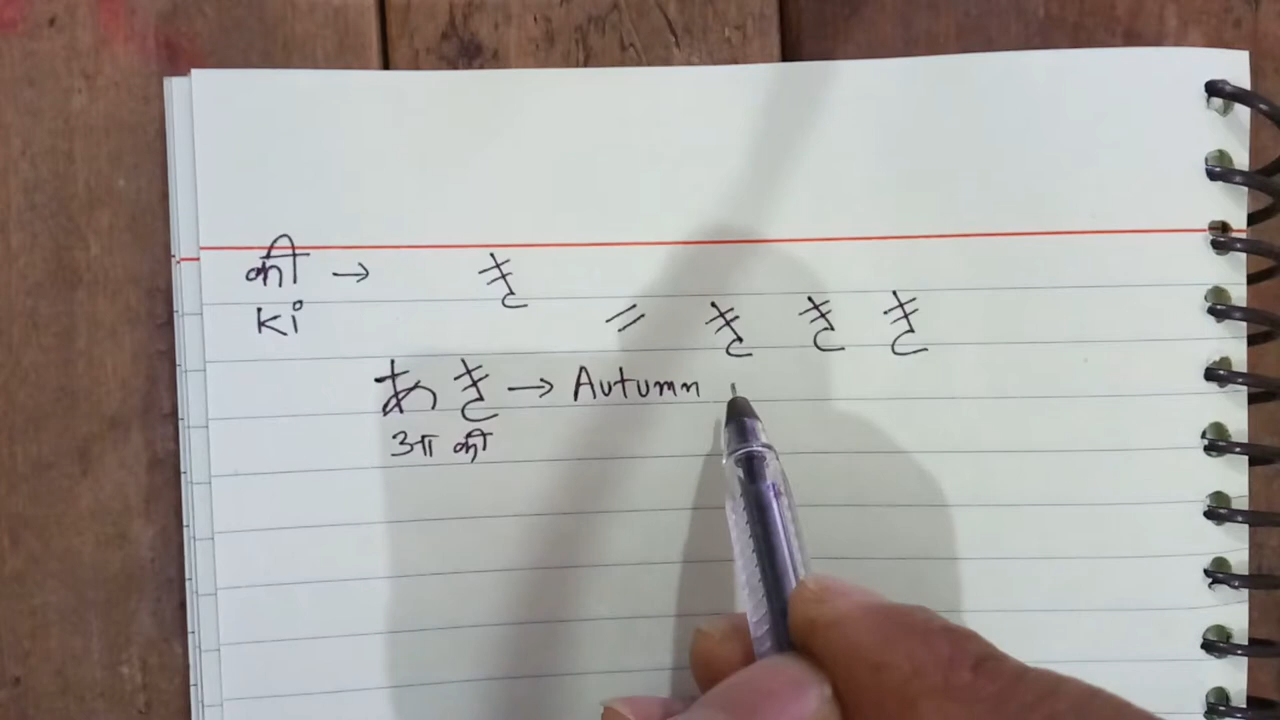 की → き
ki = き き き
あき → Autumn
आ की